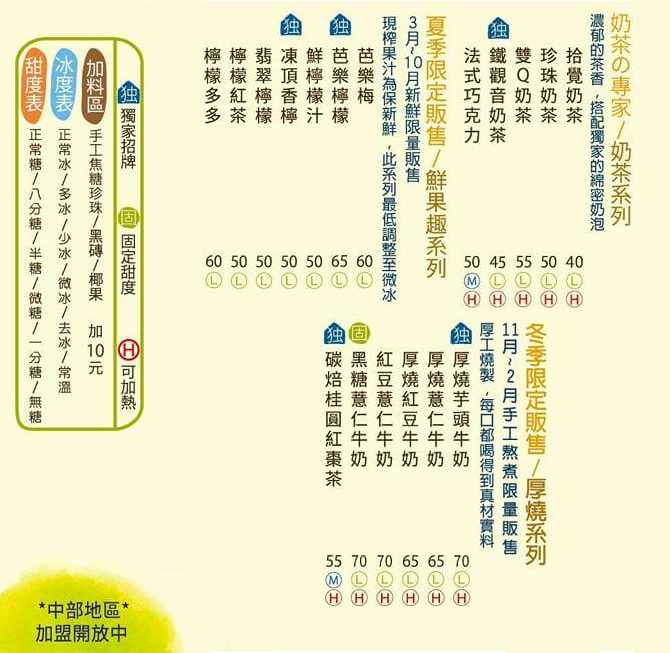 奶茶の專家/奶茶系列
濃郁的茶香，搭配獨家的綿密奶泡
拾覺奶茶 40 L H
珍珠奶茶 50 L H
雙Q奶茶 55 L H
独 鐵觀音奶茶 45 L H
法式巧克力 50 M H
夏季限定販售/鮮果趣系列
3月~10月新鮮限量販售
現榨果汁為保新鮮，此系列最低調整至微冰
芭樂梅 60 L
独 芭樂檸檬 65 L
鮮檸檬汁 50 L
独 凍頂香檸 50 L
翡翠檸檬 50 L
檸檬紅茶 50 L
檸檬多多 60 L
冬季限定販售/厚燒系列
11月~2月手工熬煮限量販售
厚工燒製，每口都喝得到真材實料
独 厚燒芋頭牛奶 70 L H
厚燒薏仁牛奶 65 L H
厚燒紅豆牛奶 65 L H
紅豆薏仁牛奶 70 L H
固 黑糖薏仁牛奶 70 L H
独 碳焙桂圓紅棗茶 55 M H
独 獨家招牌 固 固定甜度 H 可加熱
加料區 手工焦糖珍珠/黑磚/椰果 加10元
冰度表 正常冰/多冰/少冰/微冰/去冰/常溫
甜度表 正常糖/八分糖/半糖/微糖/一分糖/無糖
*中部地區*
加盟開放中